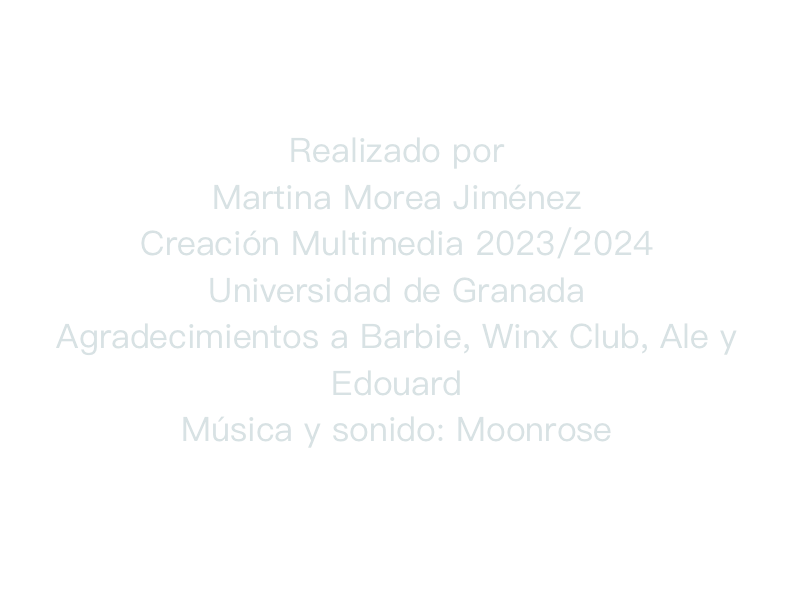 Realizado por
Martina Morea Jiménez
Creación Multimedia 2023/2024
Universidad de Granada
Agradecimientos a Barbie, Winx Club, Ale y
Edouard
Música y sonido: Moonrose